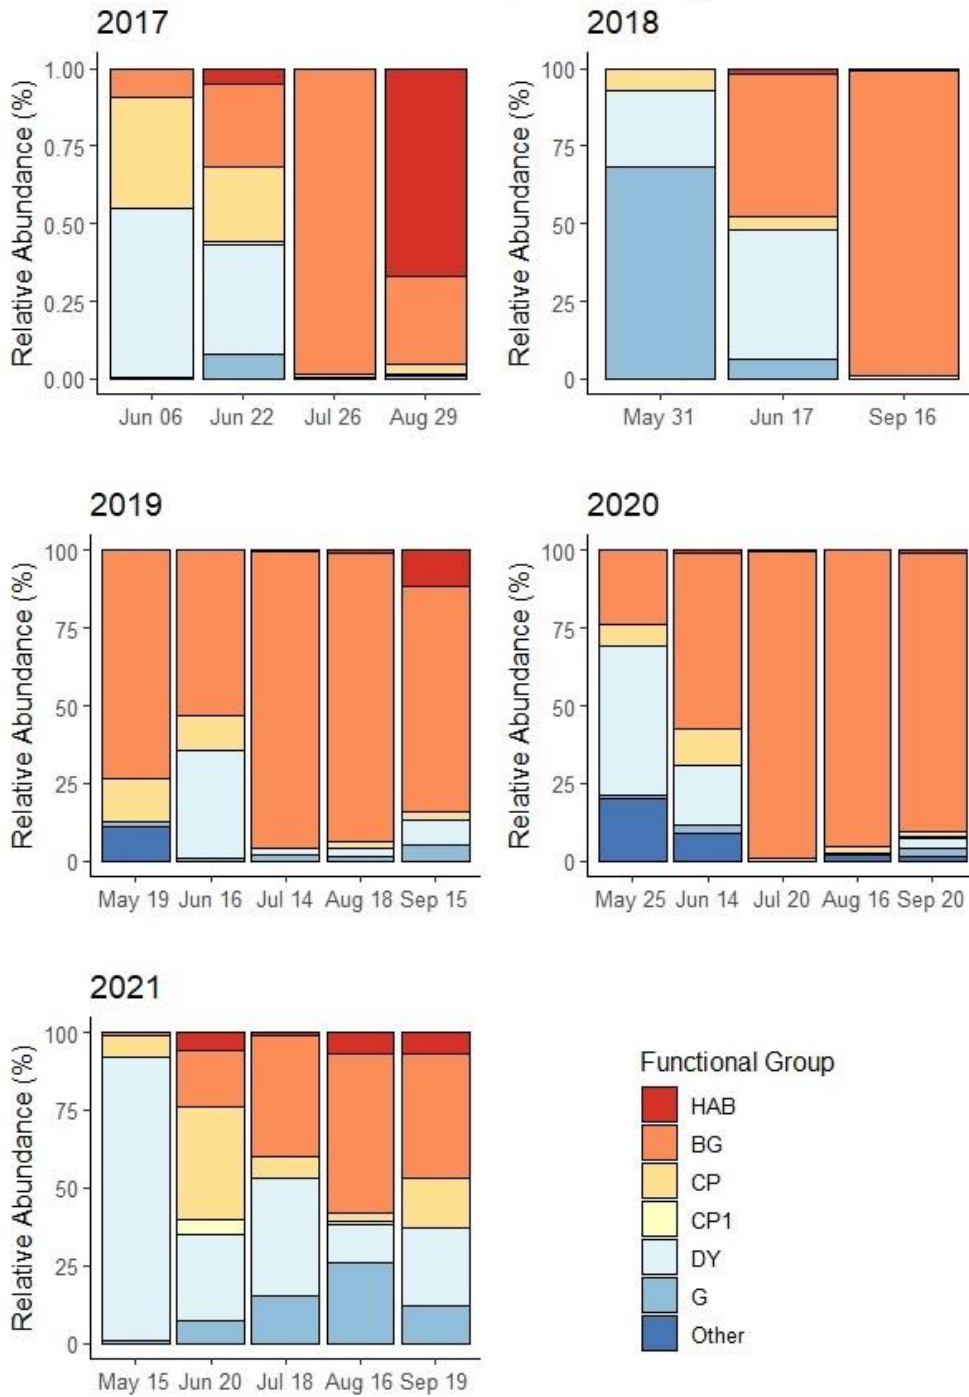 2017
Relative Abundance (%)
1.00
0.75
0.50
0.25
0.00
Jun 06 Jun 22 Jul 26 Aug 29
2018
Relative Abundance (%)
100
75
50
25
0
May 31 Jun 17 Sep 16
2019
Relative Abundance (%)
100
75
50
25
0
May 19 Jun 16 Jul 14 Aug 18 Sep 15
2020
Relative Abundance (%)
100
75
50
25
0
May 25 Jun 14 Jul 20 Aug 16 Sep 20
2021
Relative Abundance (%)
100
75
50
25
0
May 15 Jun 20 Jul 18 Aug 16 Sep 19
Functional Group
HAB
BG
CP
CP1
DY
G
Other